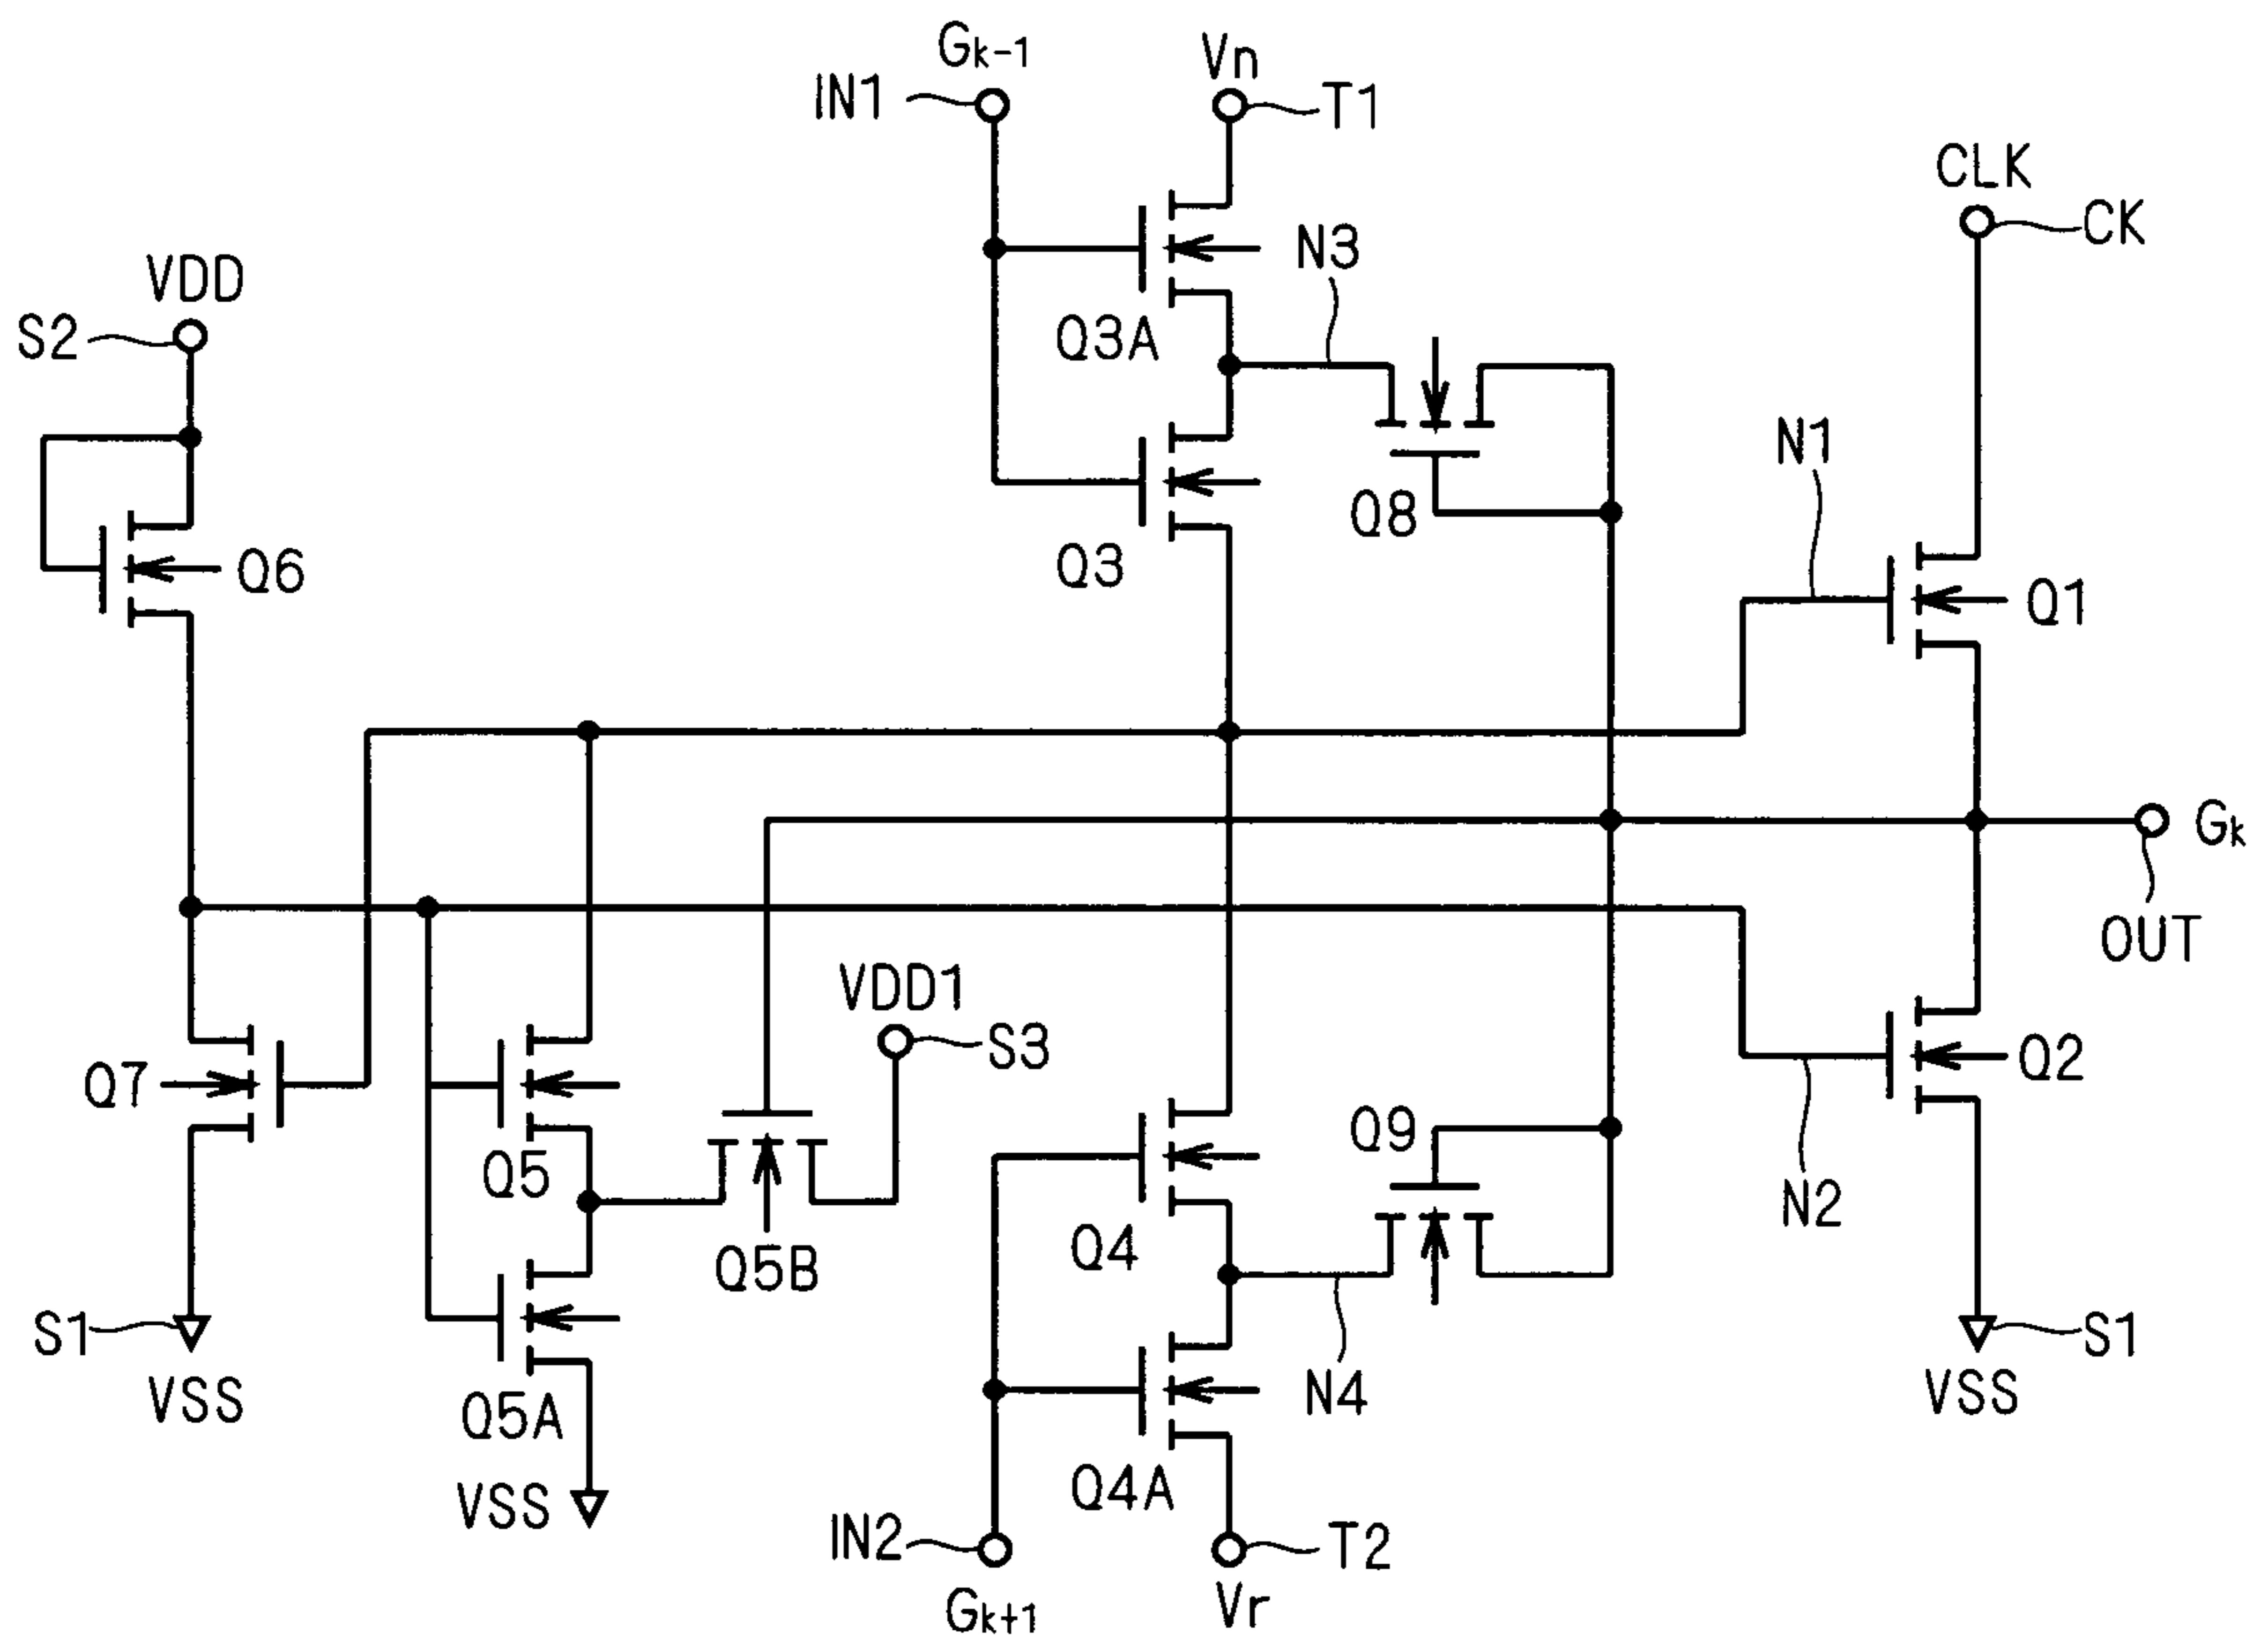 Gk-1
Vn
IN1
T1
CLK
CK
VDD
S2
N3
Q3A
N1
Q8
Q6
Q3
Q1
Gk
OUT
VDD1
S3
Q7
Q5
Q9
Q2
Q4
N2
Q5B
S1
S1
VSS
Q5A
N4
VSS
VSS
Q4A
IN2
T2
Gk+1
Vr